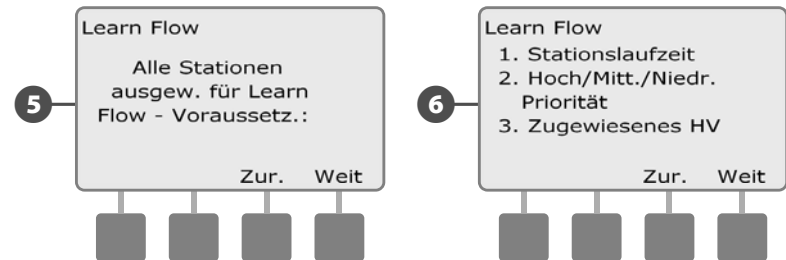 Learn Flow
Alle Stationen
ausgew. für Learn
Flow - Voraussetz.:
Zur. Weit
5
Learn Flow
1. Stationslaufzeit
2. Hoch/Mitt./Niedr.
Priorität
3. Zugewiesenes HV
Zur. Weit
6